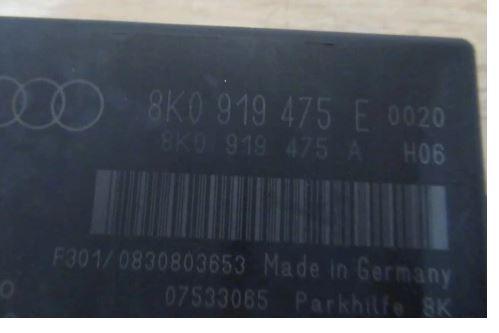 8K0 919 475 E 0020
8K0 919 475 A H06
F301/0830803653 Made in Germany
07533065 Parkhilfe 8K